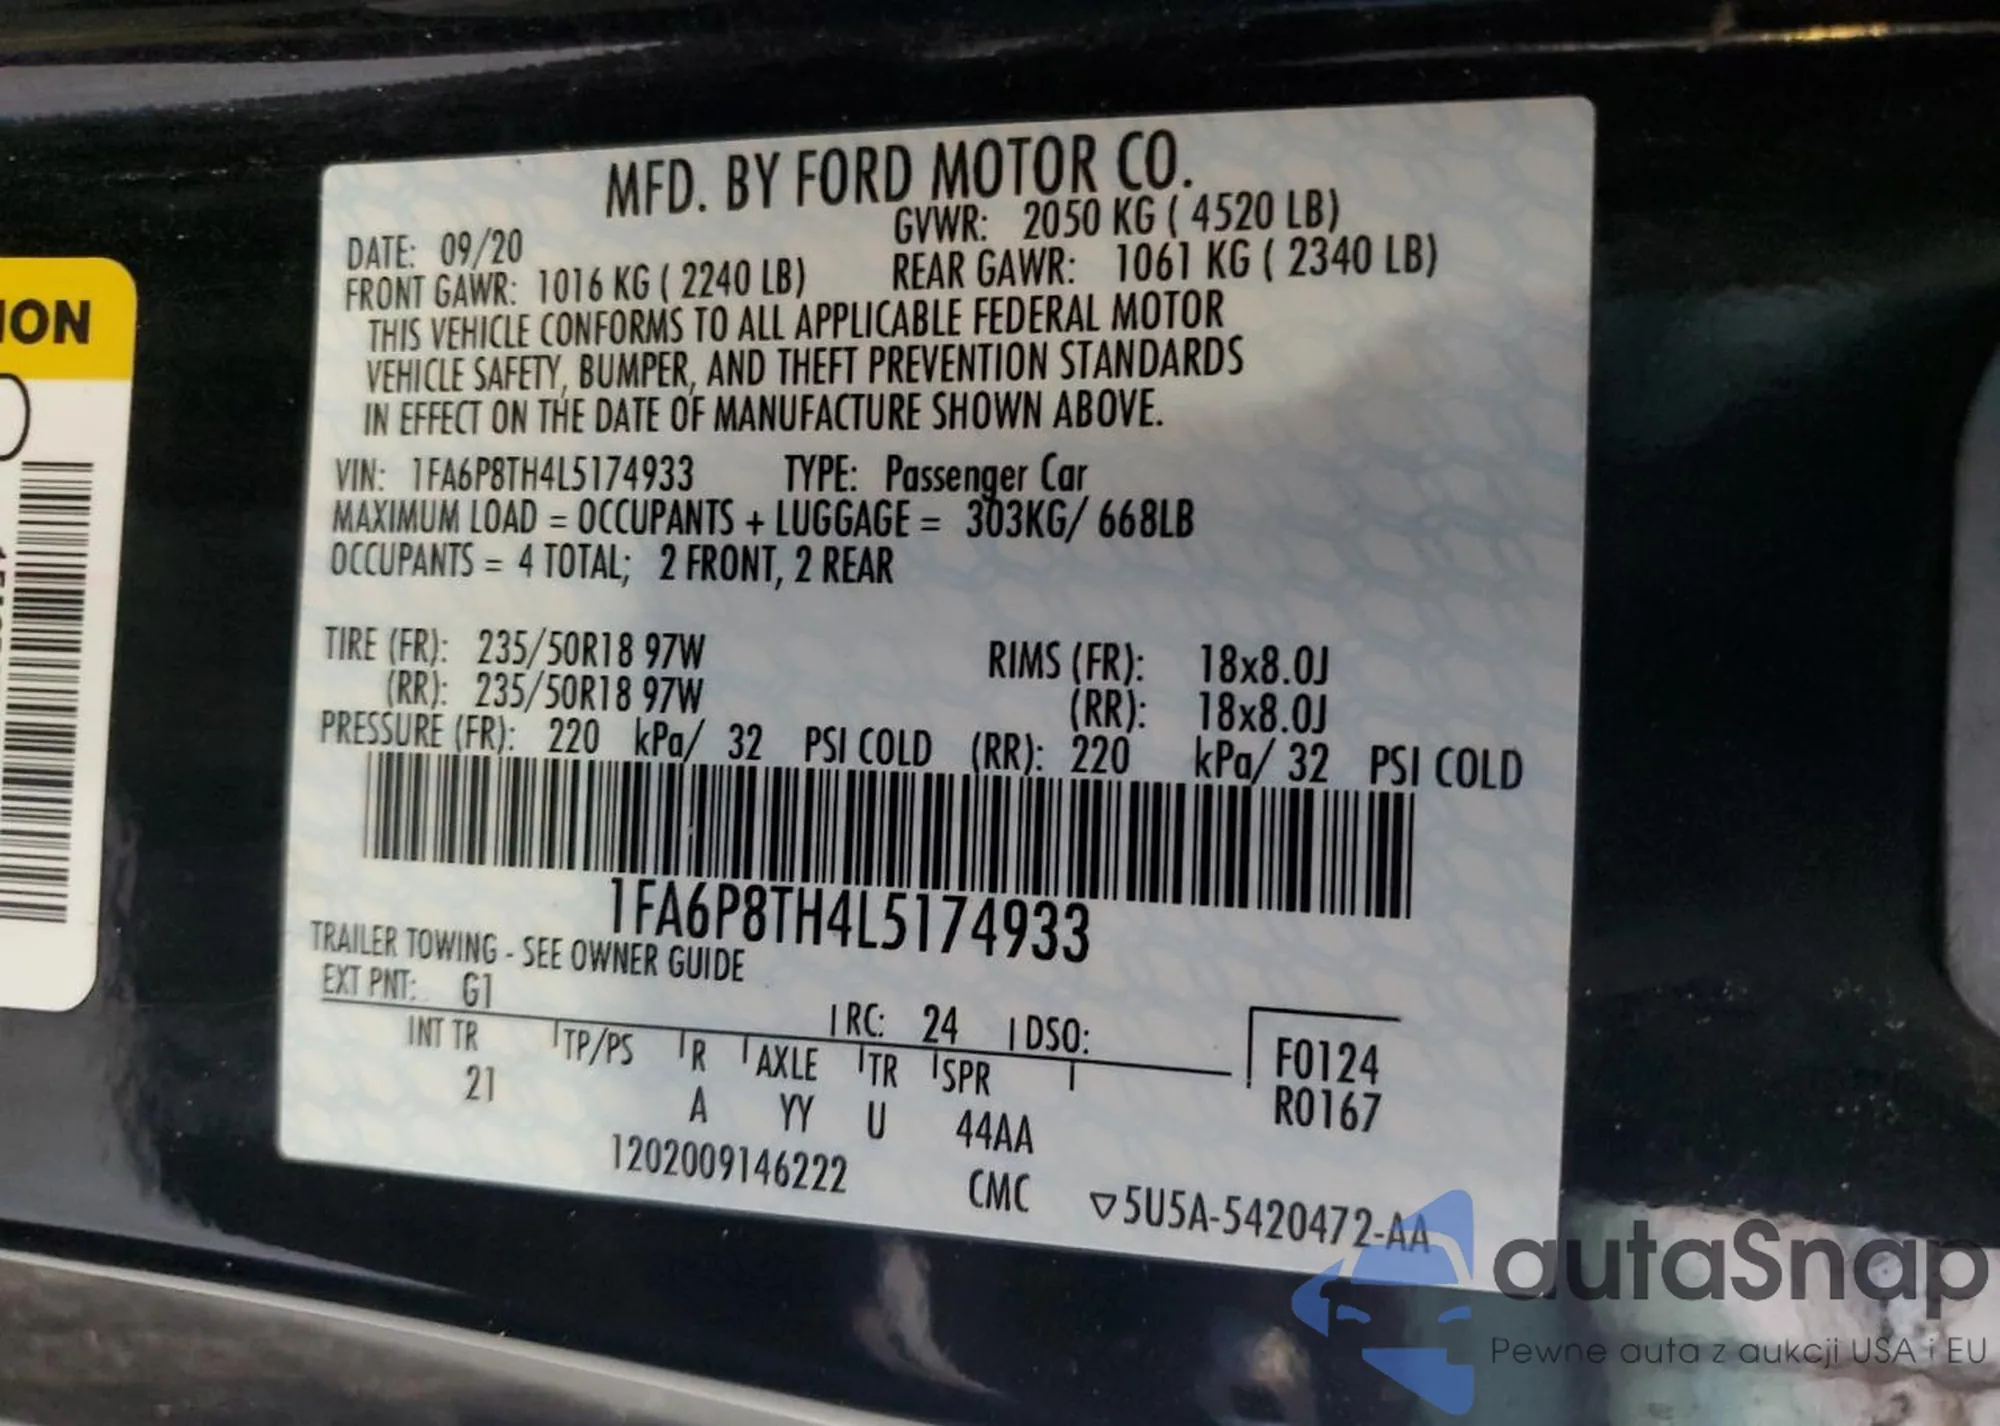 MFD. BY FORD MOTOR CO.
DATE: 09/20 GVWR: 2050 KG ( 4520 LB)
FRONT GAWR: 1016 KG ( 2240 LB) REAR GAWR: 1061 KG ( 2340 LB)
THIS VEHICLE CONFORMS TO ALL APPLICABLE FEDERAL MOTOR
VEHICLE SAFETY, BUMPER, AND THEFT PREVENTION STANDARDS
IN EFFECT ON THE DATE OF MANUFACTURE SHOWN ABOVE.
VIN: 1FA6P8TH4L5174933 TYPE: Passenger Car
MAXIMUM LOAD = OCCUPANTS + LUGGAGE = 303KG/ 668LB
OCCUPANTS = 4 TOTAL; 2 FRONT, 2 REAR
TIRE (FR): 235/50R18 97W RIMS (FR): 18x8.0J
(RR): 235/50R18 97W (RR): 18x8.0J
PRESSURE (FR): 220 kPa/ 32 PSI COLD (RR): 220 kPa/ 32 PSI COLD
1FA6P8TH4L5174933
TRAILER TOWING - SEE OWNER GUIDE
EXT PNT: G1 RC: 24 DSO:
INT TR TP/PS R AXLE TR SPR F0124
21 A YY U 44AA R0167
1202009146222 CMC ▽5U5A-5420472-AA
autaSnap
Pewne auta z aukcji USA i EU